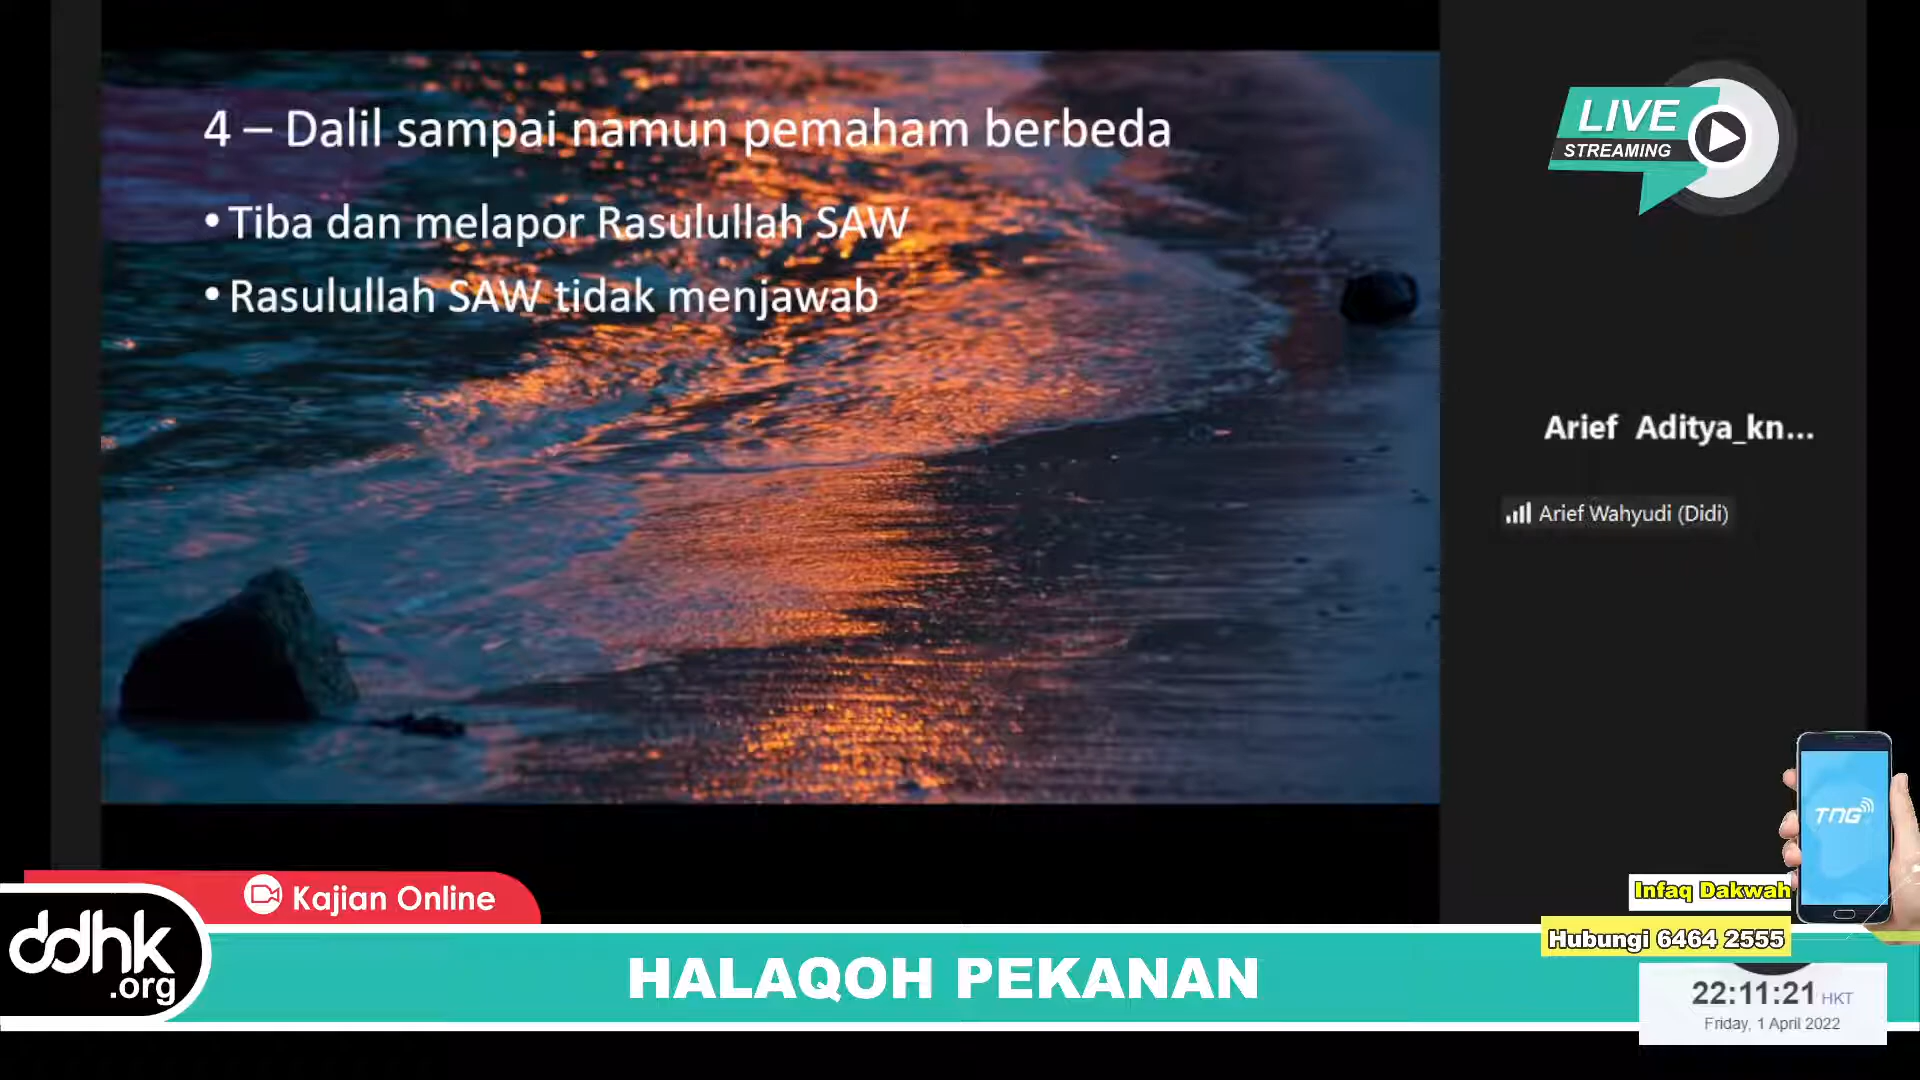 4 – Dalil sampai namun pemaham berbeda
• Tiba dan melapor Rasulullah SAW
• Rasulullah SAW tidak menjawab
LIVE
STREAMING
Arief Aditya_kn...
Arief Wahyudi (Didi)
TNG
Infaq Dakwah
Hubungi 6464 2555
Kajian Online
ddhk
.org
HALAQOH PEKANAN
22:11:21 HKT
Friday, 1 April 2022